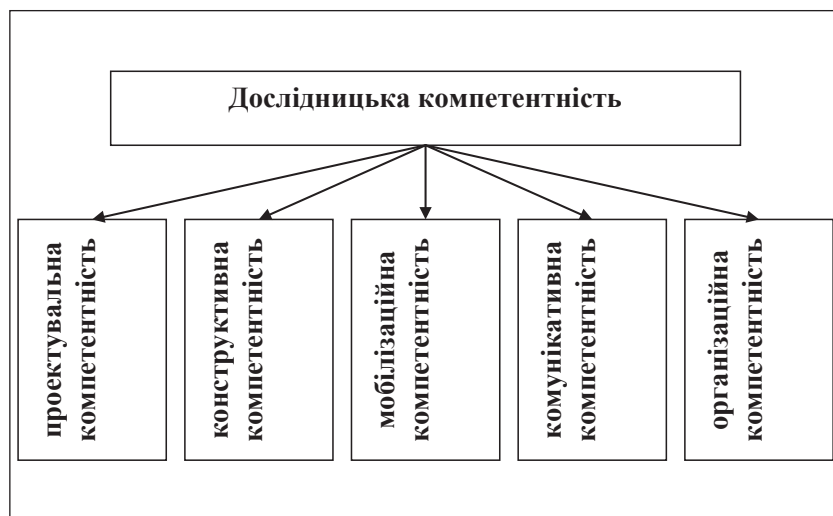 Дослідницька компетентність
проектувальна
компетентність
конструктивна
компетентність
мобілізаційна
компетентність
комунікативна
компетентність
організаційна
компетентність